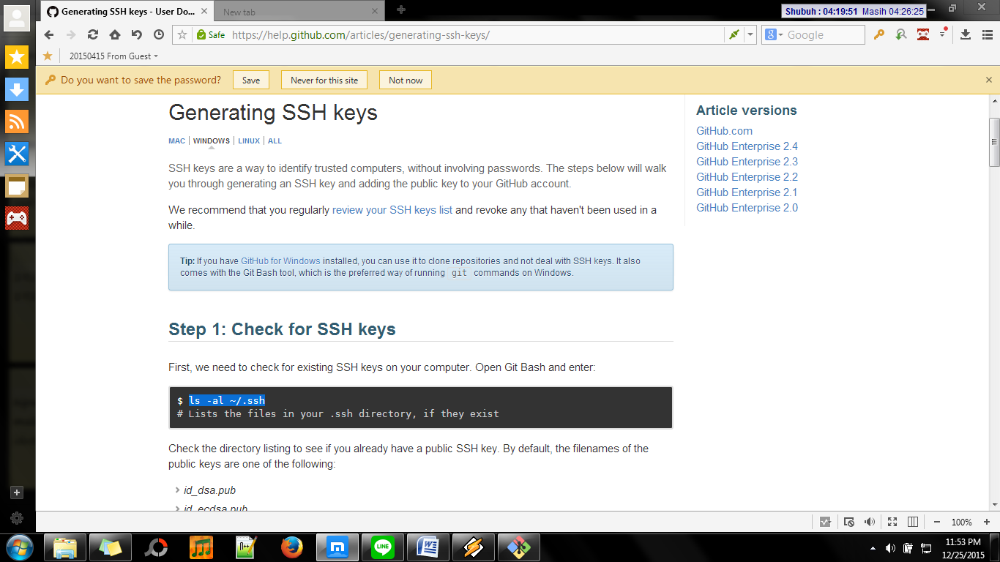 Generating SSH keys - User Do...
New tab
Shubuh : 04:19:51 Masih 04:26:25
Safe https://help.github.com/articles/generating-ssh-keys/
Google
20150415 From Guest
Do you want to save the password? Save Never for this site Not now
Generating SSH keys
MAC WINDOWS LINUX ALL
SSH keys are a way to identify trusted computers, without involving passwords. The steps below will walk
you through generating an SSH key and adding the public key to your GitHub account.
We recommend that you regularly review your SSH keys list and revoke any that haven't been used in a
while.
Tip: If you have GitHub for Windows installed, you can use it to clone repositories and not deal with SSH keys. It also
comes with the Git Bash tool, which is the preferred way of running git commands on Windows.
Step 1: Check for SSH keys
First, we need to check for existing SSH keys on your computer. Open Git Bash and enter:
$ ls -al ~/.ssh
# Lists the files in your .ssh directory, if they exist
Check the directory listing to see if you already have a public SSH key. By default, the filenames of the
public keys are one of the following:
id_dsa.pub
id_ecdsa.pub
Article versions
GitHub.com
GitHub Enterprise 2.4
GitHub Enterprise 2.3
GitHub Enterprise 2.2
GitHub Enterprise 2.1
GitHub Enterprise 2.0
100%
LINE
11:53 PM
12/25/2015